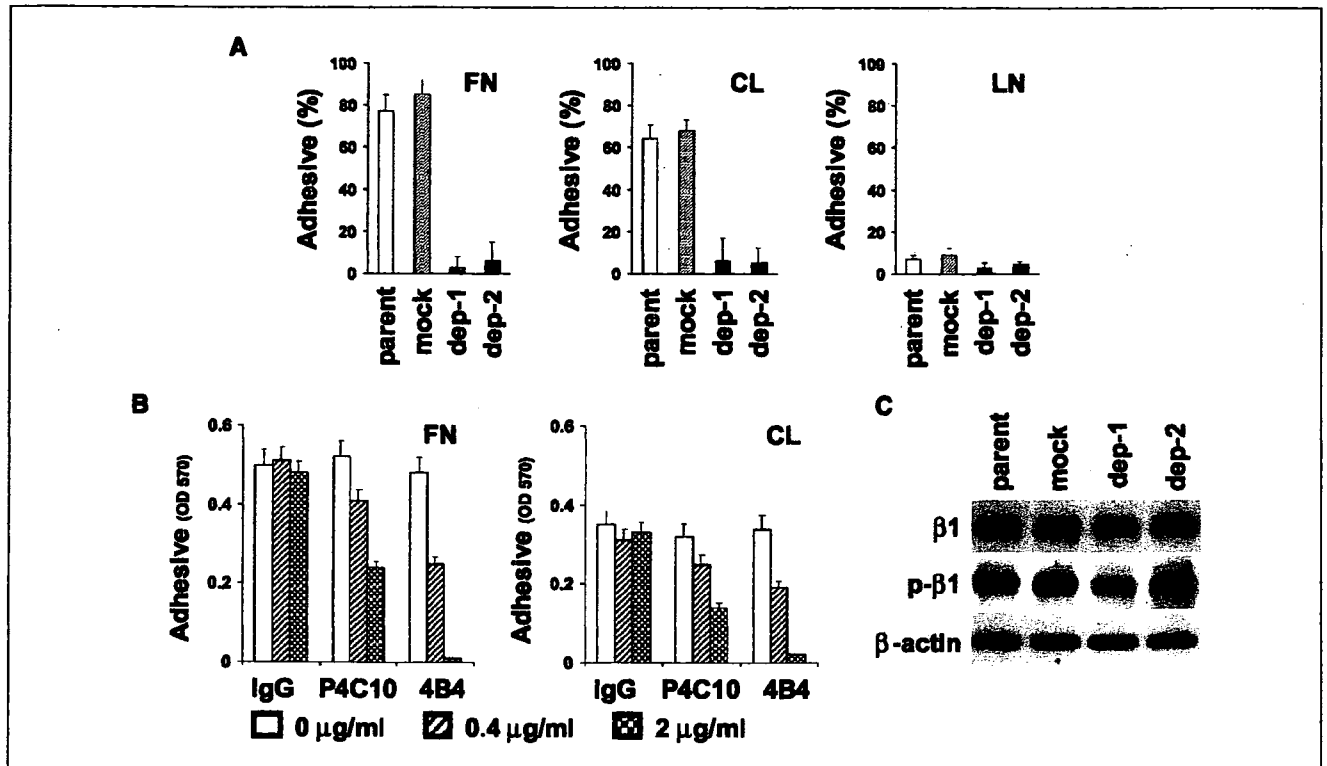 A
FN
Adhesive (%)
100
80
60
40
20
0
parent
mock
dep-1
dep-2
CL
Adhesive (%)
100
80
60
40
20
0
parent
mock
dep-1
dep-2
LN
Adhesive (%)
100
80
60
40
20
0
parent
mock
dep-1
dep-2
B
FN
Adhesive (OD 570)
0.6
0.4
0.2
0
IgG P4C10 4B4
CL
Adhesive (OD 570)
0.6
0.4
0.2
0
IgG P4C10 4B4
0 μg/ml 0.4 μg/ml 2 μg/ml
C
parent
mock
dep-1
dep-2
β1
p-β1
β-actin